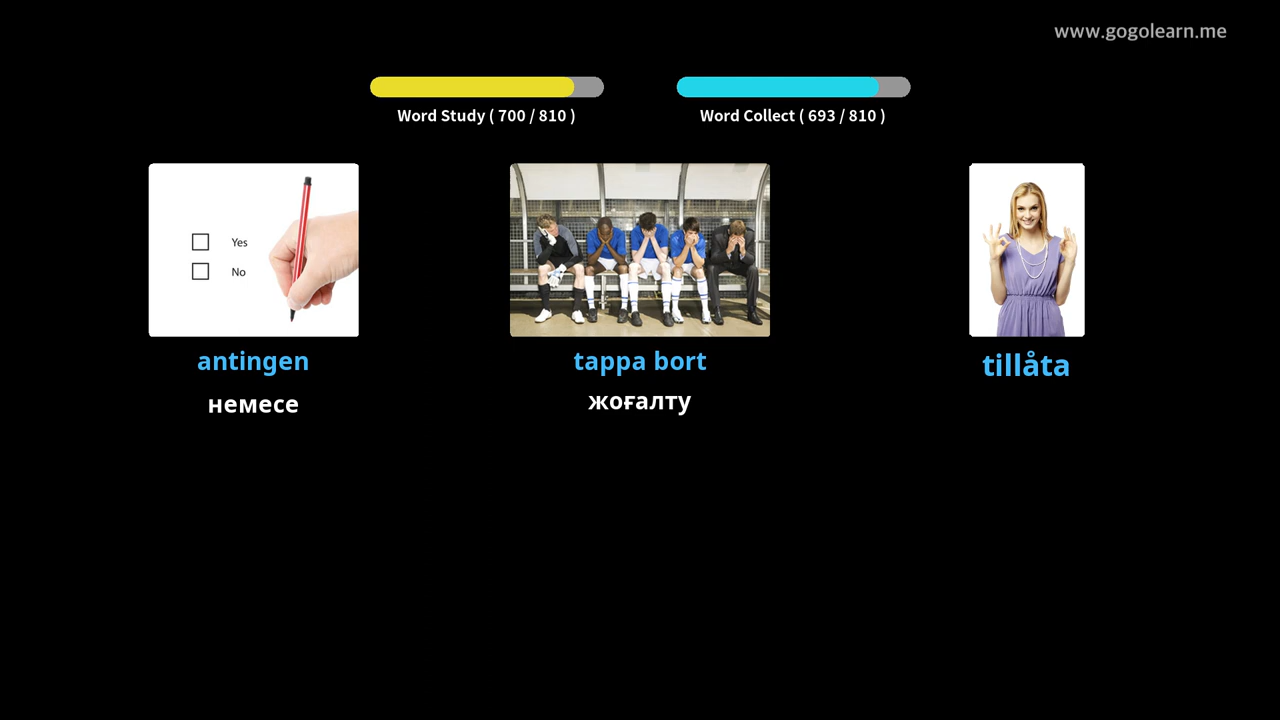 www.gogolearn.me
Word Study ( 700 / 810 )
Word Collect ( 693 / 810 )
Yes
No
antingen
немесе
tappa bort
жоғалту
tillåta